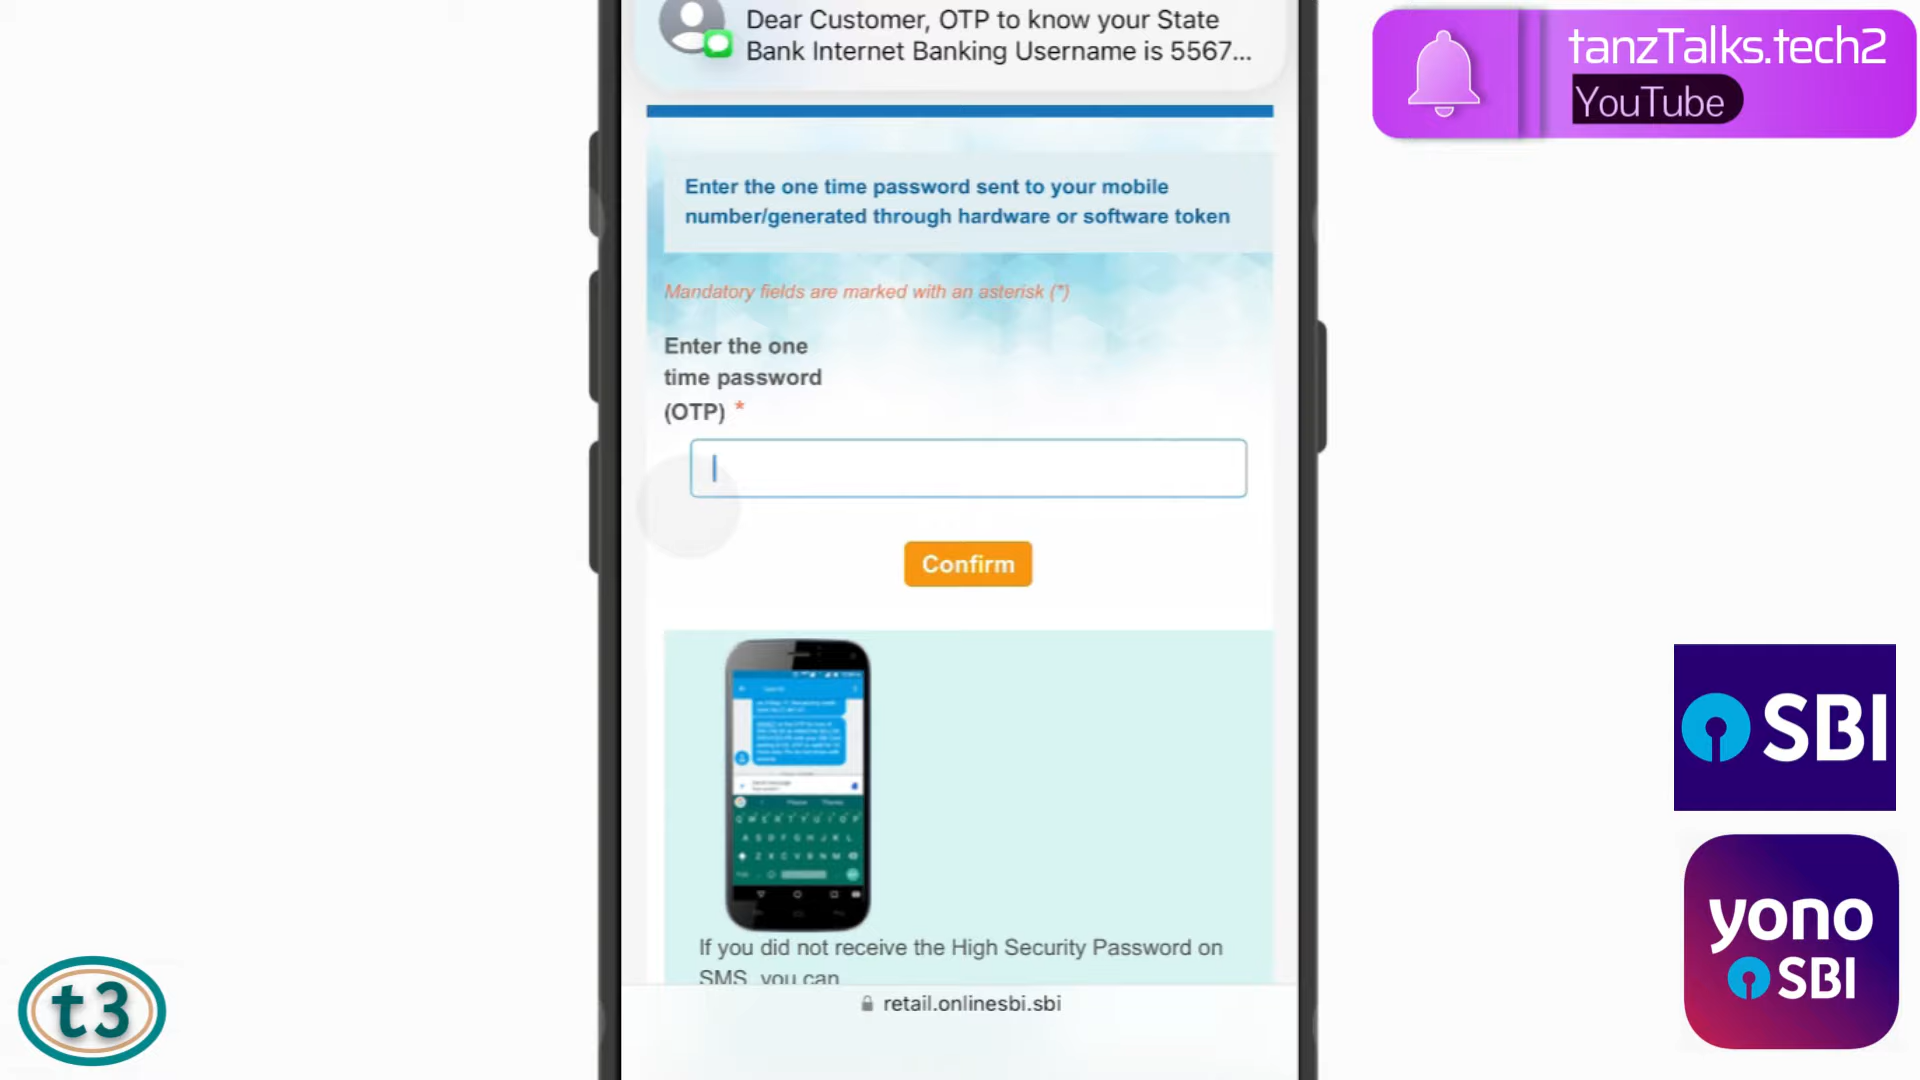 Dear Customer, OTP to know your State
Bank Internet Banking Username is 5567...
tanzTalks.tech2
YouTube
Enter the one time password sent to your mobile
number/generated through hardware or software token
Mandatory fields are marked with an asterisk (*)
Enter the one
time password
(OTP) *
Confirm
If you did not receive the High Security Password on
SMS, you can
retail.onlinesbi.sbi
SBI
yono
SBI
t3